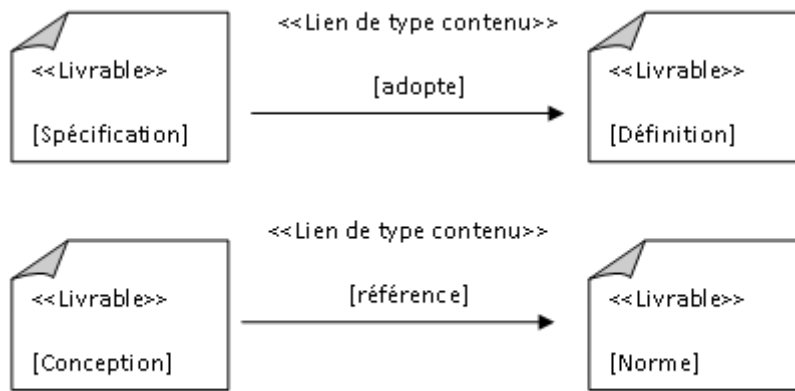 <<Lien de type contenu>>
<<Livrable>>
[adopte]
<<Livrable>>
[Spécification]
[Définition]
<<Lien de type contenu>>
<<Livrable>>
[référence]
<<Livrable>>
[Conception]
[Norme]